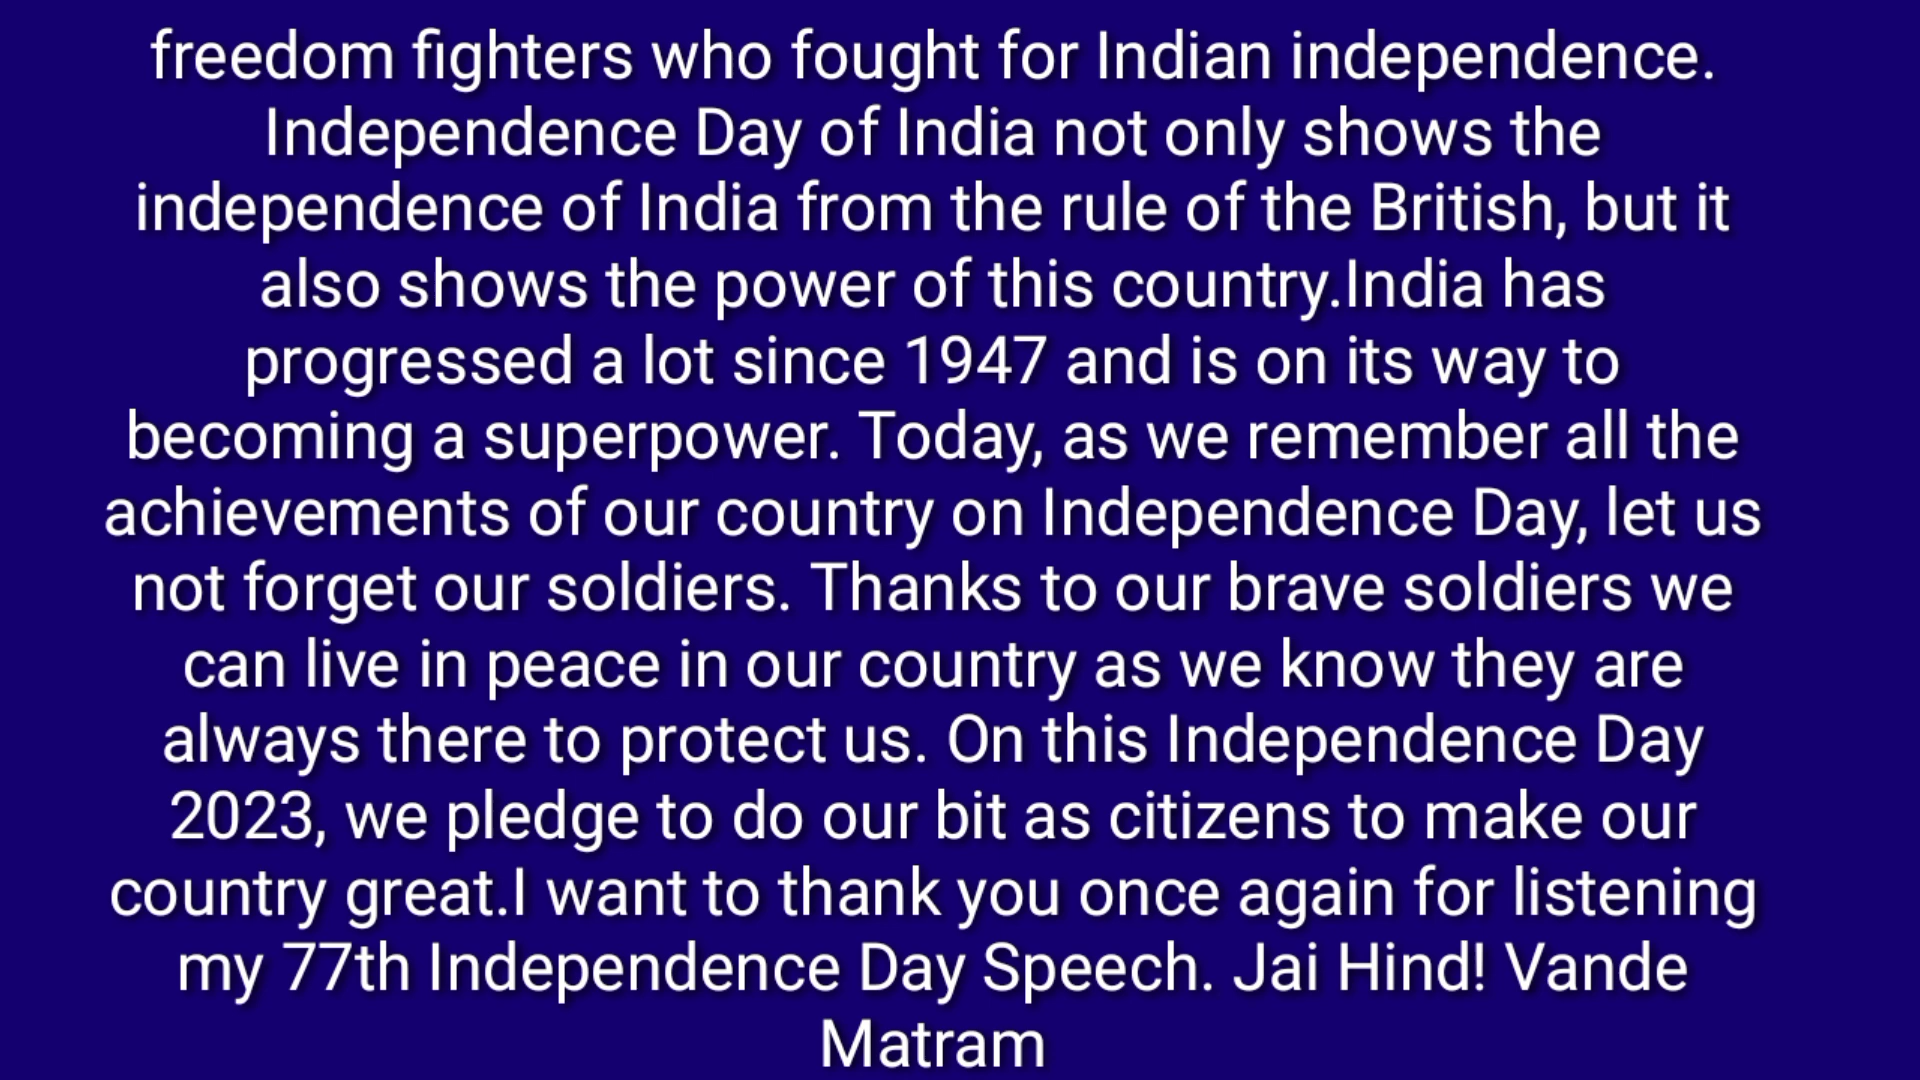 freedom fighters who fought for Indian independence.
Independence Day of India not only shows the
independence of India from the rule of the British, but it
also shows the power of this country.India has
progressed a lot since 1947 and is on its way to
becoming a superpower. Today, as we remember all the
achievements of our country on Independence Day, let us
not forget our soldiers. Thanks to our brave soldiers we
can live in peace in our country as we know they are
always there to protect us. On this Independence Day
2023, we pledge to do our bit as citizens to make our
country great.I want to thank you once again for listening
my 77th Independence Day Speech. Jai Hind! Vande
Matram